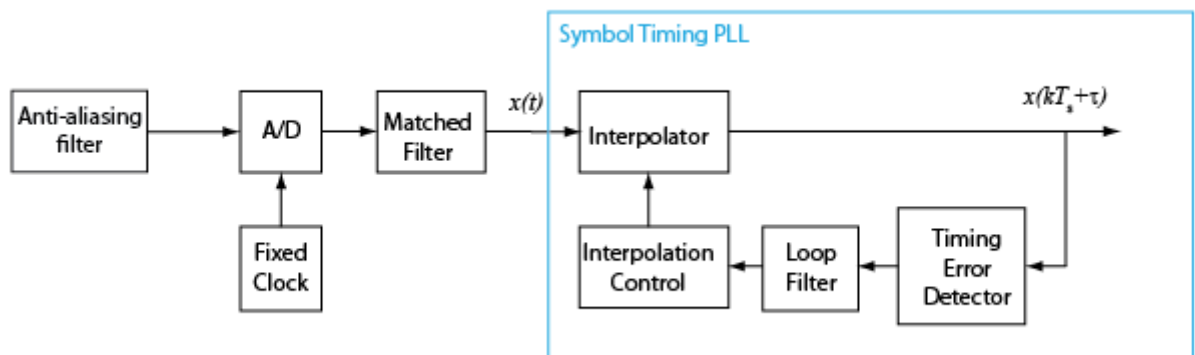 Symbol Timing PLL
Anti-aliasing
filter
A/D
Matched
Filter
x(t)
Interpolator
x(kTₛ+τ)
Fixed
Clock
Interpolation
Control
Loop
Filter
Timing
Error
Detector